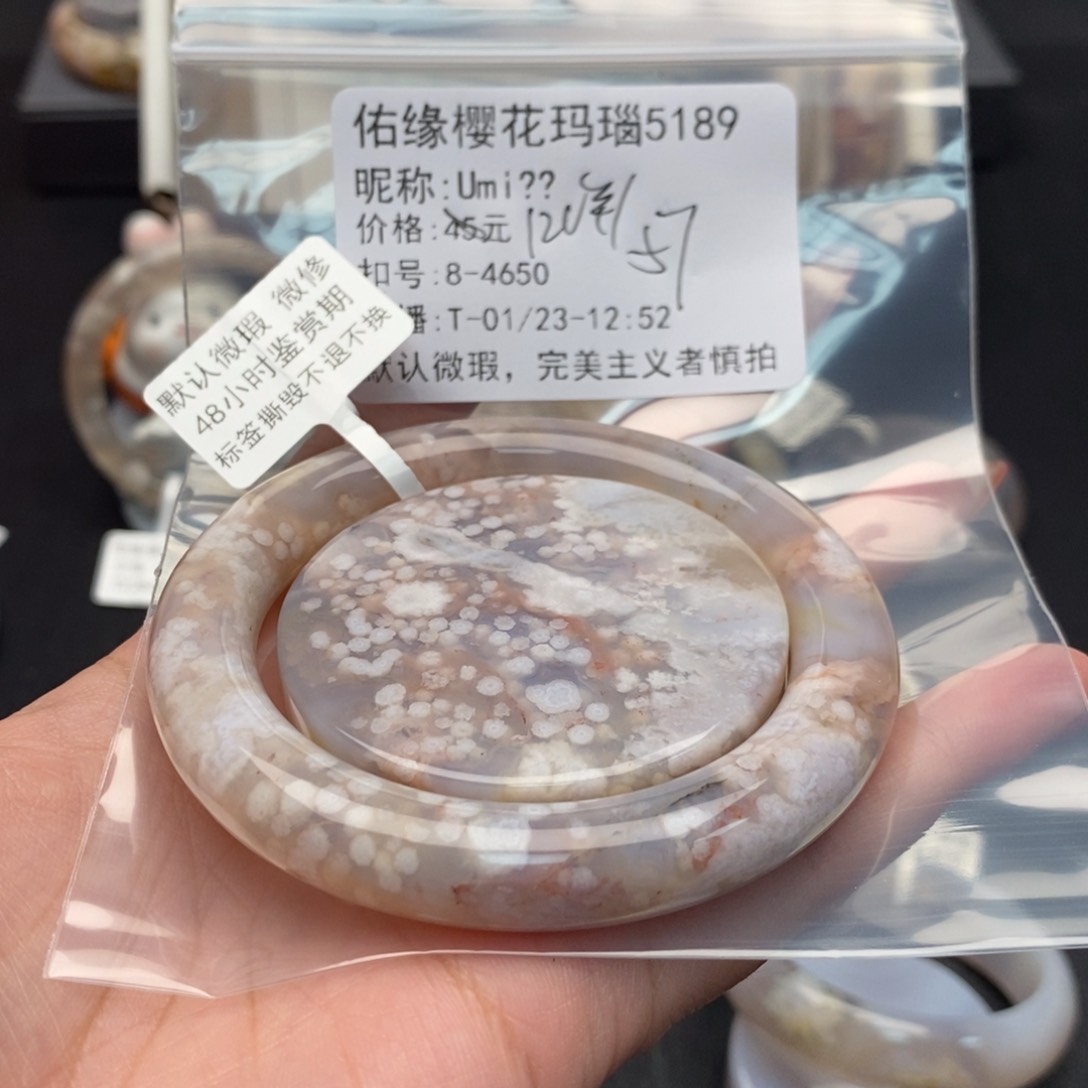 佑缘樱花玛瑙5189
昵称:Umi??
价格:45元 120
57
扣号:8-4650
播:T-01/23-12:52
默认微瑕，完美主义者慎拍
默认微瑕 微修
48小时鉴赏期
标签撕毁不退不换